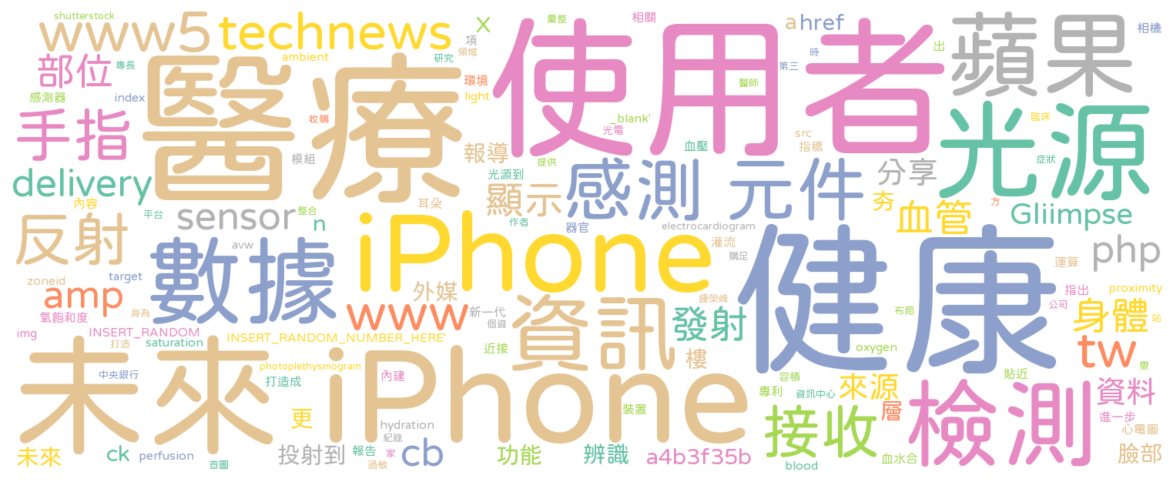 shutterstock
彙整
相關
www5
technews
X
項
領域
使用者
a
href
出
時
蘋果
相機
部位
專長
ambient
研究
環境
第三
感測器
index
醫療
收購
light
_blank'
光電
醫師
手指
模組
報導
血壓
src
指標
光源
臨床
症狀
提供
光源到
delivery
內容
耳朵
顯示
感測
元件
分享
夯
血管
方
Gliimpse
平台
sensor
整合
n
作者
器官
electrocardiogram
反射
avw
iPhone
灌流
矚足
php
zoneid
target
數據
健康
運算
amp
外媒
鍾榮峰
指出
proximity
氧飽和度
身為
www
新一代
個資
資訊
發射
布局
公司
身體
站
img
INSERT_RANDOM
打造
saturation
INSERT_RANDOM_NUMBER_HERE'
近接
樓
oxygen
tw
未來iPhone
photoplethysmogram
中央銀行
打造成
內建
專利
容積
資訊中心
貼近
來源
檢測
變
資料
更
裝置
層
進一步
hydration
紀錄
接收
心電圖
未來
ck
perfusion
首圖
投射到
報告
過敏
家
cb
功能
辨識
a4b3f35b
blood
血水合
臉部